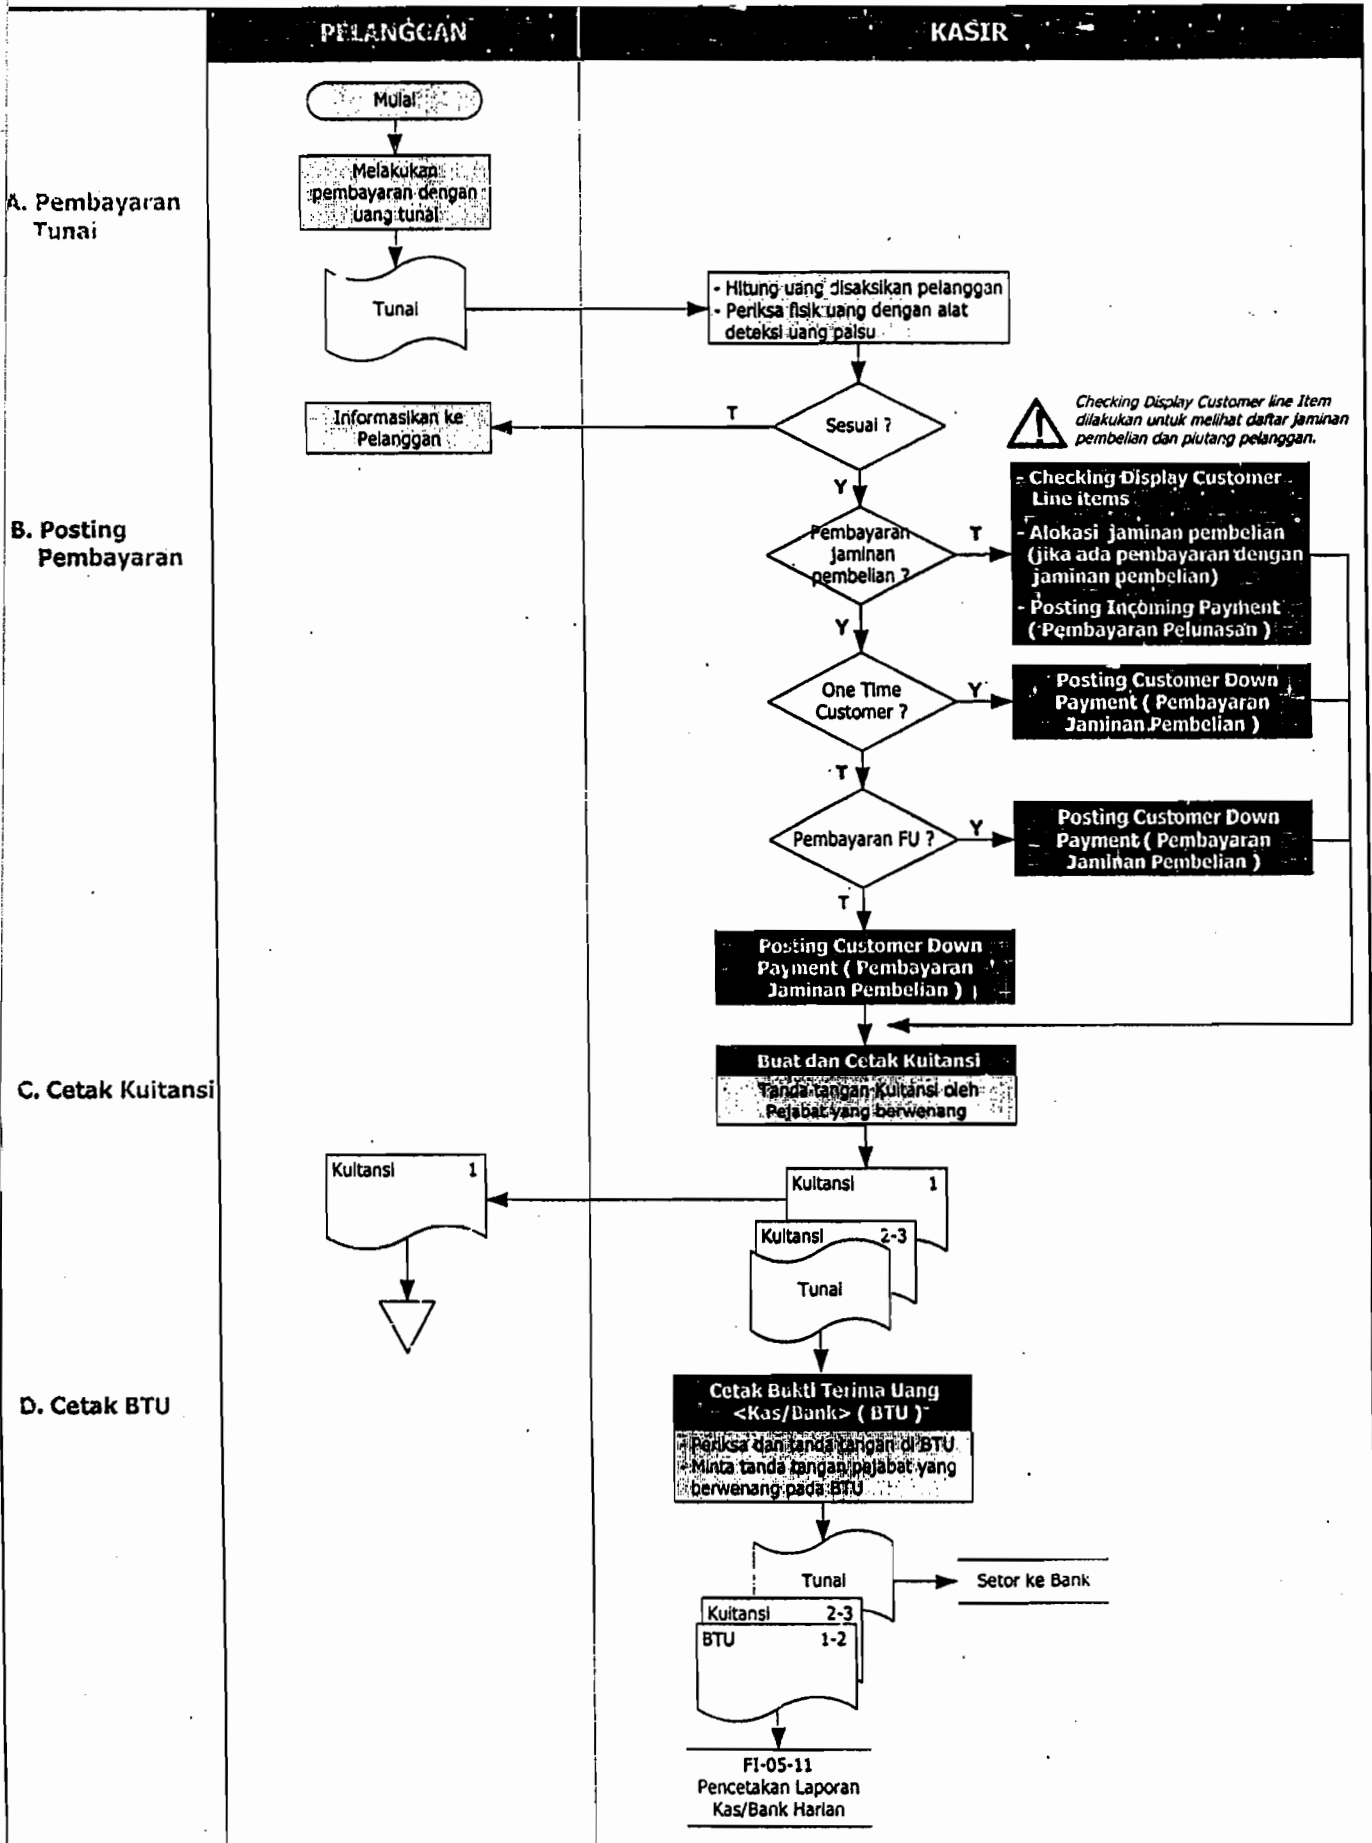 PELANGGAN
KASIR
Mulai
A. Pembayaran
Tunai
Melakukan
pembayaran dengan
uang tunai
Tunai
- Hitung uang disaksikan pelanggan
- Periksa fisik uang dengan alat
deteksi uang palsu
Informasikan ke
Pelanggan
T
Sesuai ?
Checking Display Customer line Item
dilakukan untuk melihat daftar jaminan
pembelian dan piutang pelanggan.
Y
B. Posting
Pembayaran
Pembayaran
jaminan
pembelian ?
T
- Checking Display Customer
Line items
- Alokasi jaminan pembelian
(jika ada pembayaran dengan
jaminan pembelian)
- Posting Incoming Payment
( Pembayaran Pelunasan )
Y
One Time
Customer ?
Y
Posting Customer Down
Payment ( Pembayaran
Jaminan Pembelian )
T
Pembayaran FU ?
Y
Posting Customer Down
Payment ( Pembayaran
Jaminan Pembelian )
T
Posting Customer Down
Payment ( Pembayaran
Jaminan Pembelian )
C. Cetak Kuitansi
Buat dan Cetak Kuitansi
Tanda tangan Kuitansi oleh
Pejabat yang berwenang
Kuitansi 1
Kuitansi 1
Kuitansi 2-3
Tunai
D. Cetak BTU
Cetak Bukti Terima Uang
<Kas/Bank> ( BTU )
- Periksa dan tanda tangan di BTU
- Minta tanda tangan pejabat yang
berwenang pada BTU
Tunai
Setor ke Bank
Kuitansi 2-3
BTU 1-2
FI-05-11
Pencetakan Laporan
Kas/Bank Harian